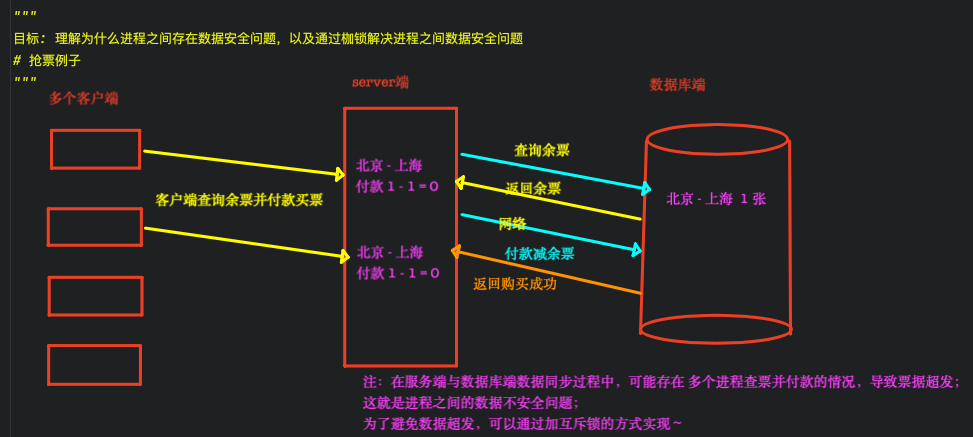 """
目标: 理解为什么进程之间存在数据安全问题, 以及通过枷锁解决进程之间数据安全问题
# 抢票例子
"""
多个客户端
server端
数据库端
北京 - 上海
付款 1 - 1 = 0
客户端查询余票并付款买票
北京 - 上海
付款 1 - 1 = 0
查询余票
返回余票
网络
付款减余票
返回购买成功
北京 - 上海 1 张
注：在服务端与数据库端数据同步过程中，可能存在 多个进程查票并付款的情况，导致票据超发；
这就是进程之间的数据不安全问题；
为了避免数据超发，可以通过加互斥锁的方式实现～